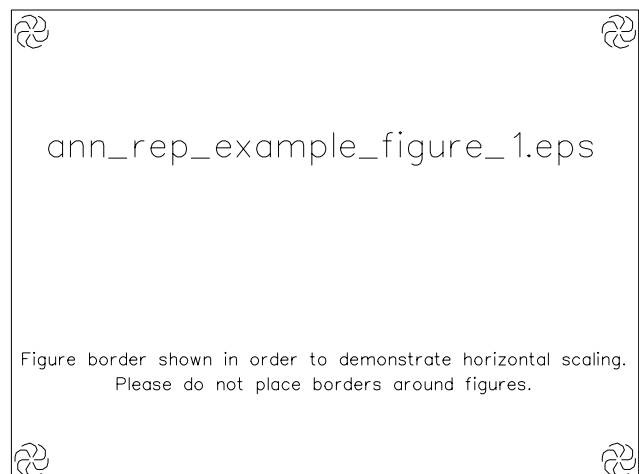 ann_rep_example_figure_1.eps
Figure border shown in order to demonstrate horizontal scaling.
Please do not place borders around figures.